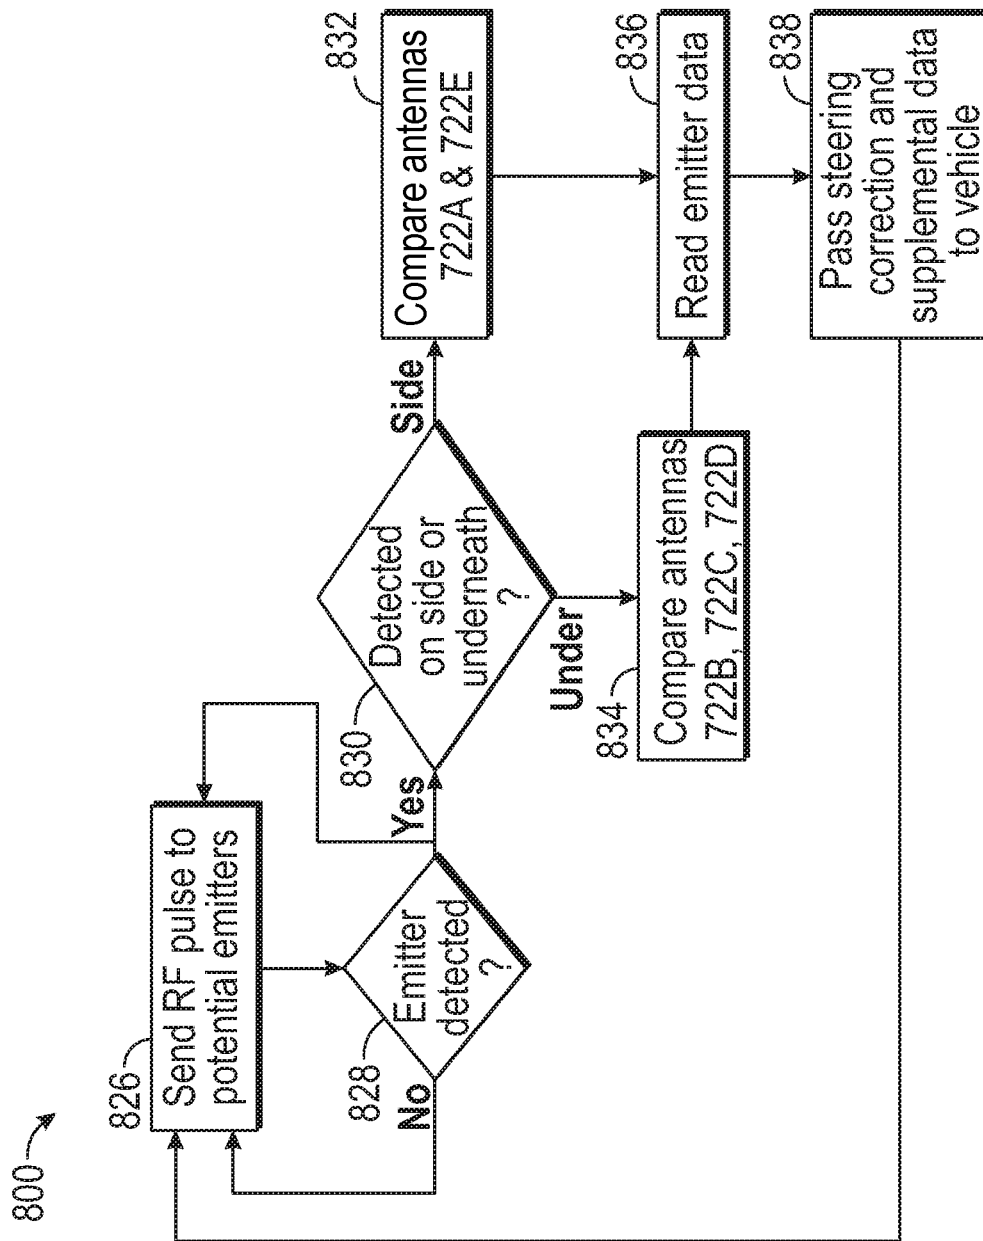 800
826
Send RF pulse to
potential emitters
828
Emitter
detected
?
No
Yes
830
Detected
on side or
underneath
?
Side
Under
832
Compare antennas
722A & 722E
834
Compare antennas
722B, 722C, 722D
836
Read emitter data
838
Pass steering
correction and
supplemental data
to vehicle